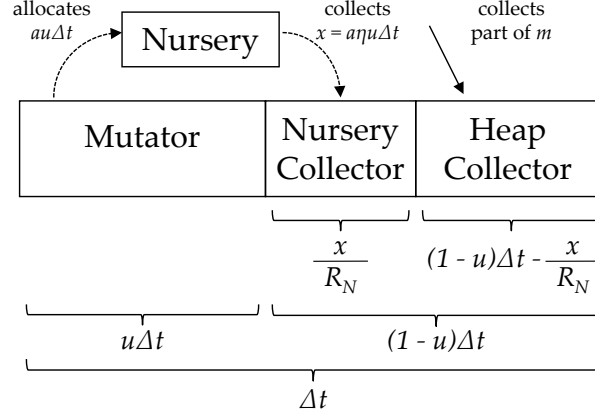 allocates
auΔt
Nursery
collects
x = aηuΔt
collects
part of m
Mutator
Nursery
Collector
Heap
Collector
x
R_N
(1 - u)Δt - x
R_N
uΔt
(1 - u)Δt
Δt